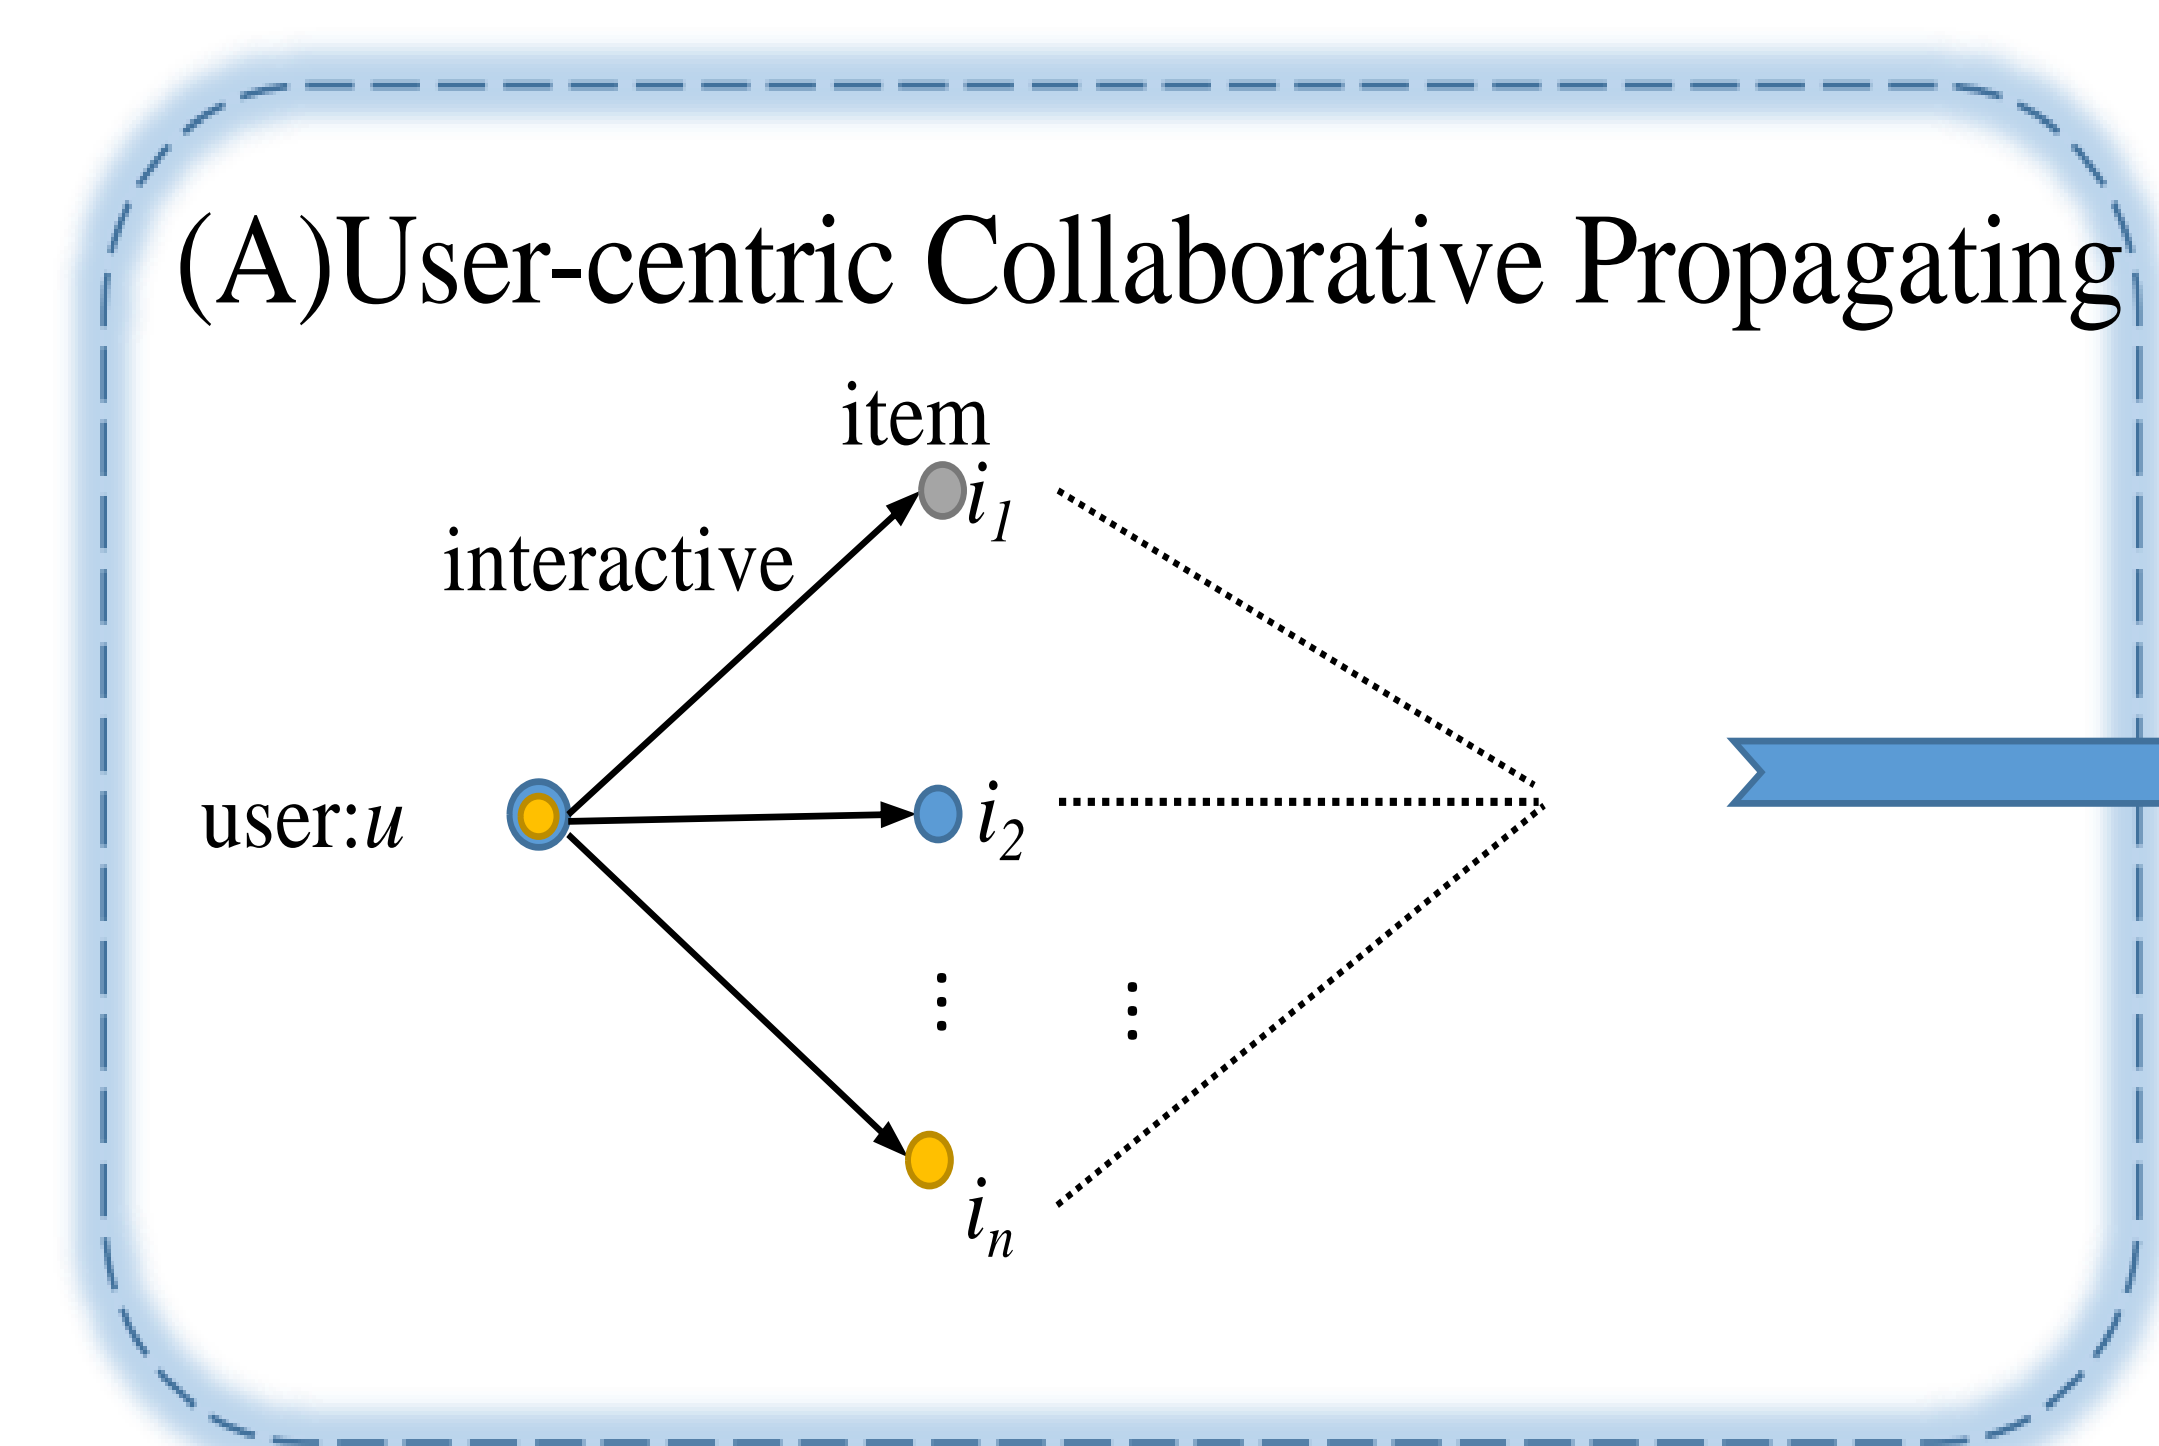 (A)User-centric Collaborative Propagating
item
i1
interactive
user:u
i2
in